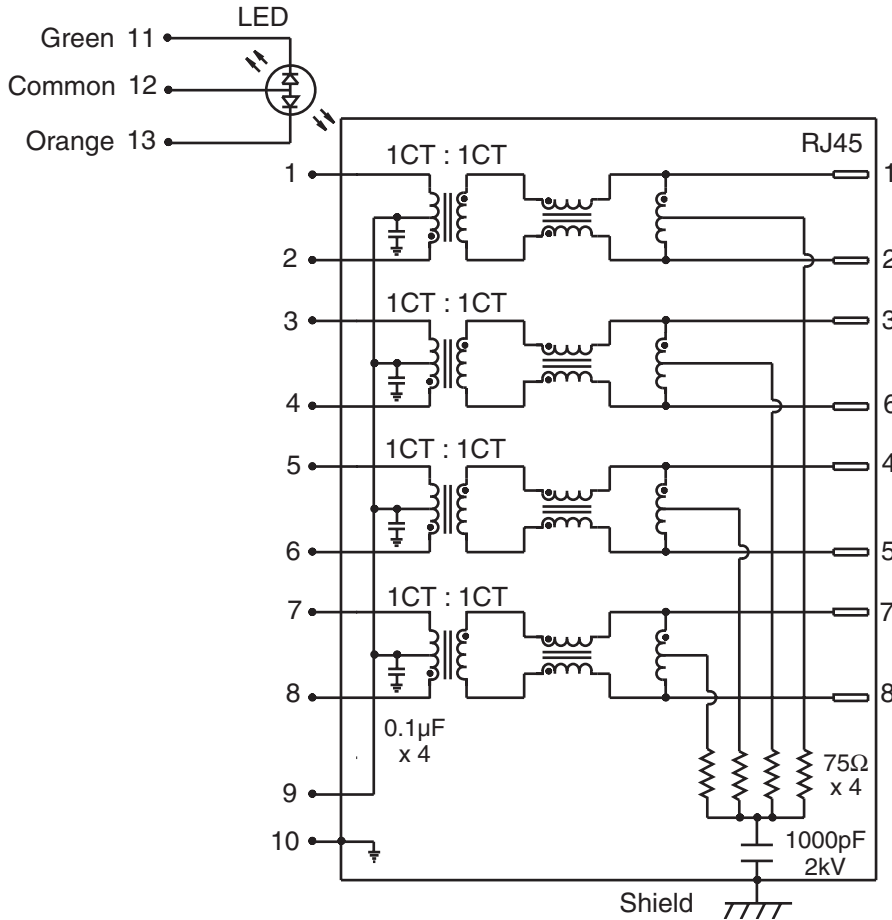 LED
Green 11
Common 12
Orange 13
RJ45
1CT : 1CT
1 1
2 2
1CT : 1CT
3 3
4 6
1CT : 1CT
5 4
6 5
1CT : 1CT
7 7
8 8
0.1µF
x 4
75Ω
x 4
9
10
1000pF
2kV
Shield